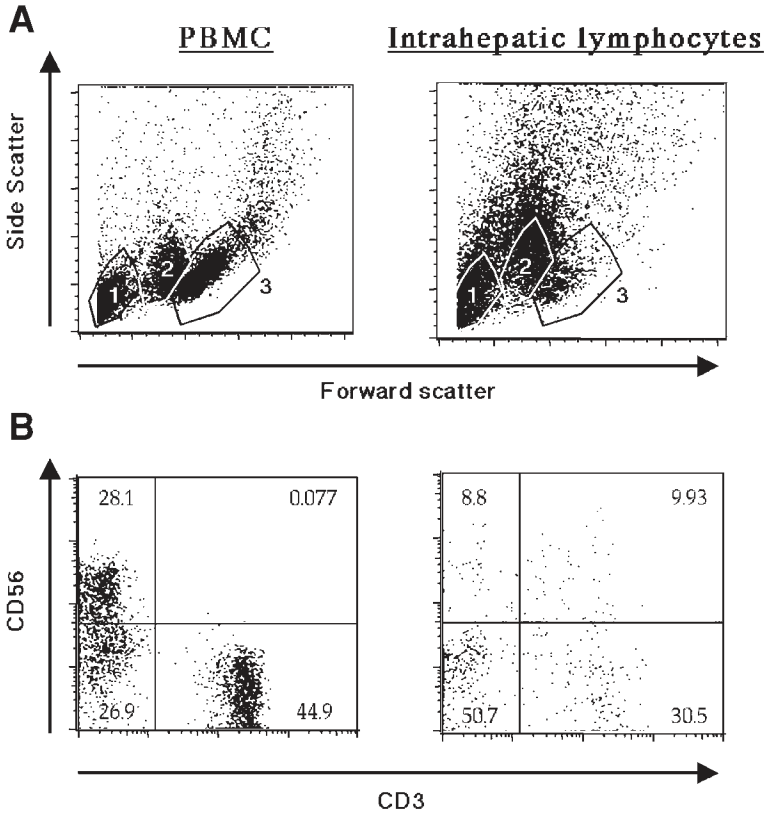 A
PBMC
Intrahepatic lymphocytes
Side Scatter
1
2
3
1
2
3
Forward scatter
B
28.1
0.077
26.9
44.9
8.8
9.93
50.7
30.5
CD56
CD3